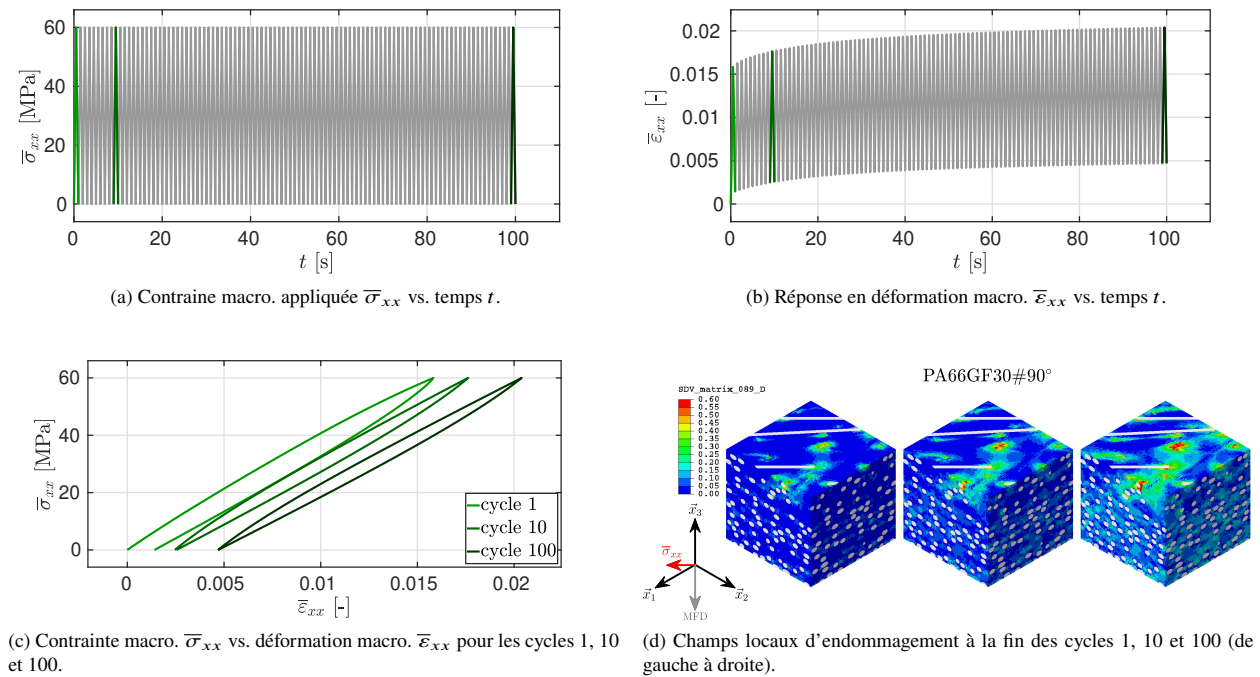 60
40
20
0
σ̅xx [MPa]
0 20 40 60 80 100
t [s]
(a) Contraine macro. appliquée σ̅xx vs. temps t.
0.02
0.015
0.01
0.005
0
ε̅xx [-]
0 20 40 60 80 100
t [s]
(b) Réponse en déformation macro. ε̅xx vs. temps t.
60
40
20
0
σ̅xx [MPa]
cycle 1
cycle 10
cycle 100
0 0.005 0.01 0.015 0.02
ε̅xx [-]
(c) Contrainte macro. σ̅xx vs. déformation macro. ε̅xx pour les cycles 1, 10
et 100.
PA66GF30#90°
SDV_matrix_089_D
0.60
0.55
0.50
0.45
0.40
0.35
0.30
0.25
0.20
0.15
0.10
0.05
0.00
x⃗3
σ̅xx
x⃗1
x⃗2
MFD
(d) Champs locaux d'endommagement à la fin des cycles 1, 10 et 100 (de
gauche à droite).